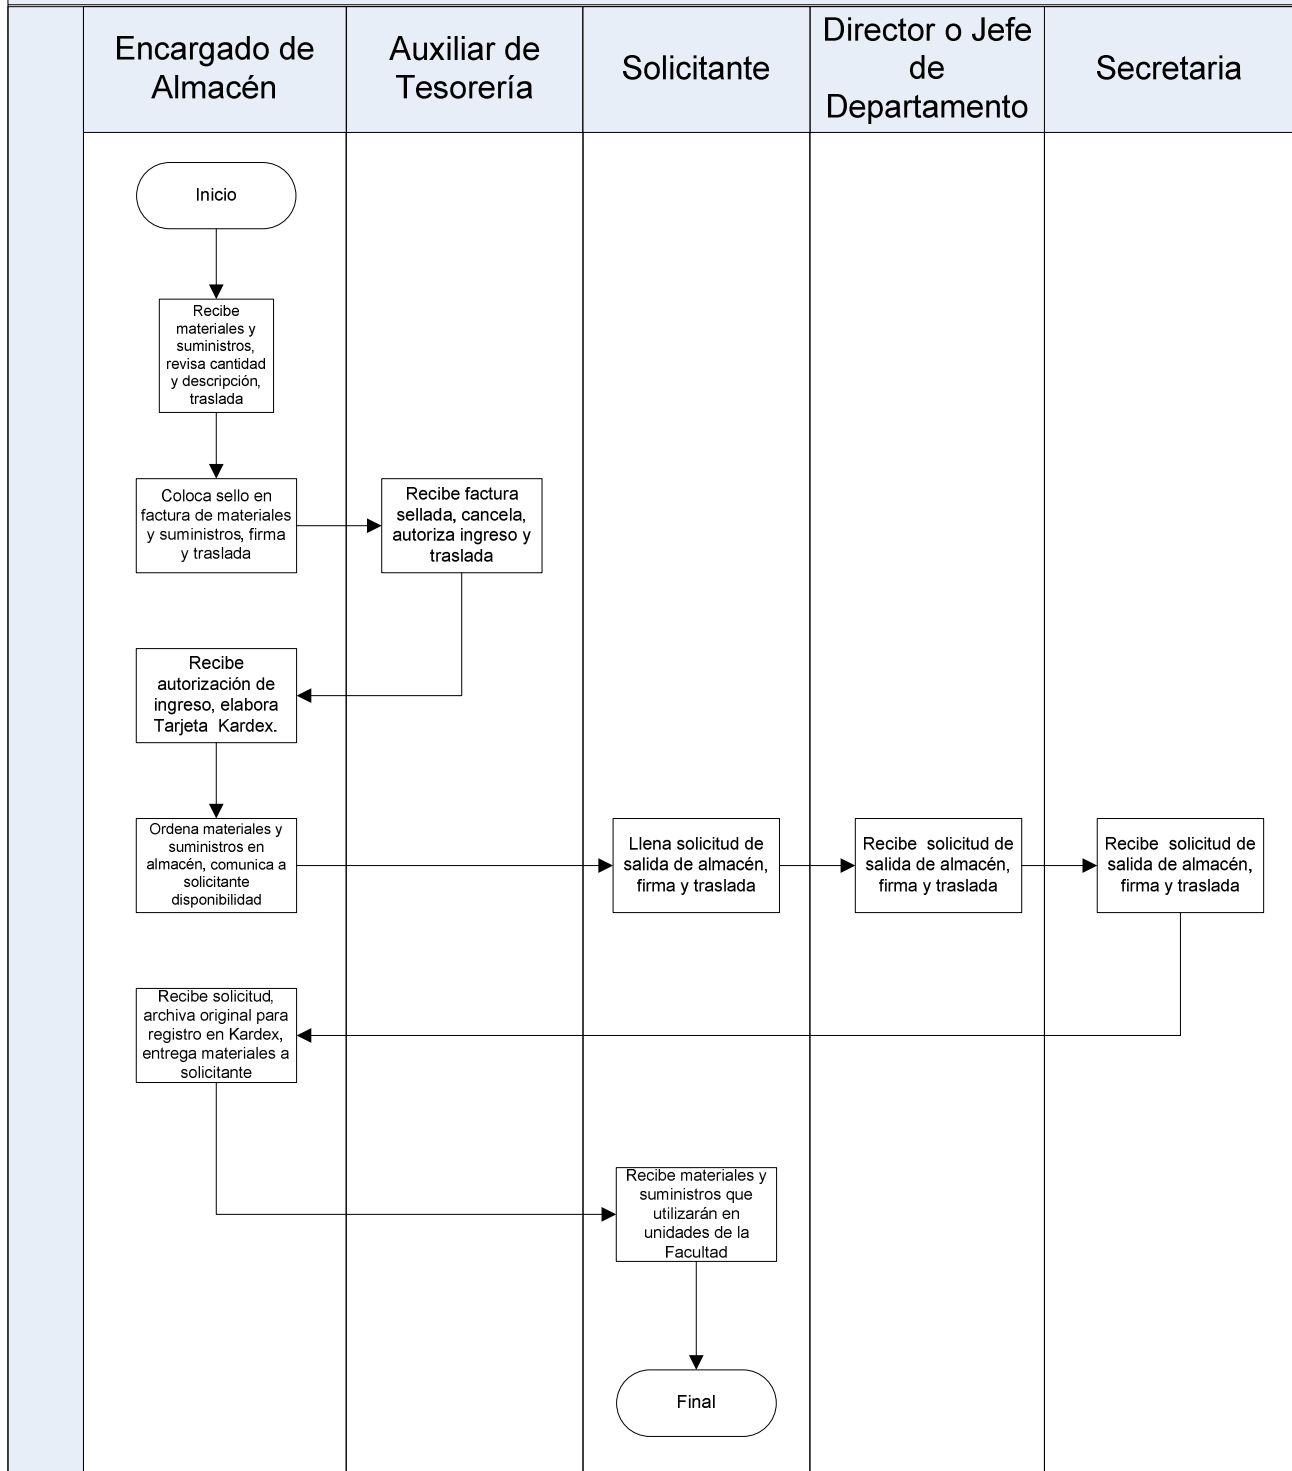 Encargado de
Almacén
Auxiliar de
Tesorería
Solicitante
Director o Jefe
de
Departamento
Secretaria
Inicio
Recibe
materiales y
suministros,
revisa cantidad
y descripción,
traslada
Coloca sello en
factura de materiales
y suministros, firma
y traslada
Recibe factura
sellada, cancela,
autoriza ingreso y
traslada
Recibe
autorización de
ingreso, elabora
Tarjeta Kardex.
Ordena materiales y
suministros en
almacén, comunica a
solicitante
disponibilidad
Llena solicitud de
salida de almacén,
firma y traslada
Recibe solicitud de
salida de almacén,
firma y traslada
Recibe solicitud de
salida de almacén,
firma y traslada
Recibe solicitud,
archiva original para
registro en Kardex,
entrega materiales a
solicitante
Recibe materiales y
suministros que
utilizarán en
unidades de la
Facultad
Final